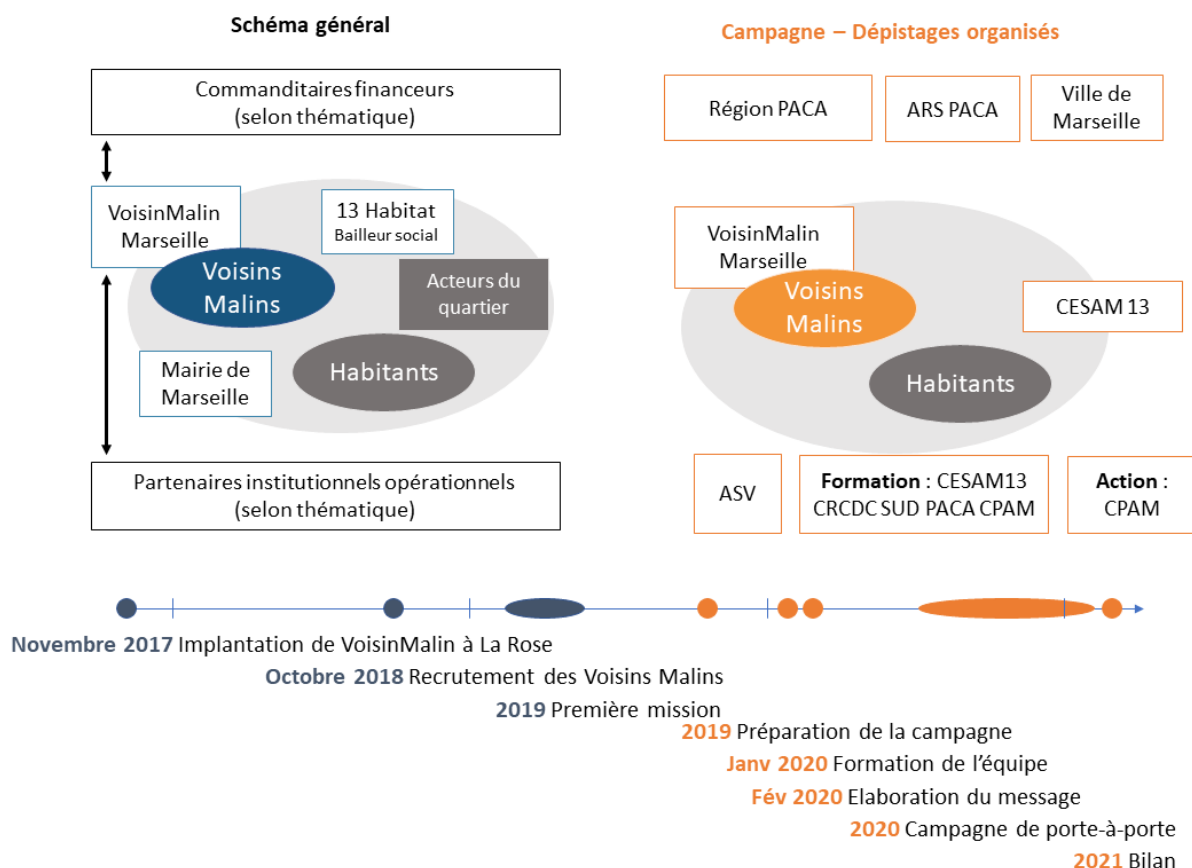 Schéma général
Commanditaires financeurs
(selon thématique)
VoisinMalin
Marseille
13 Habitat
Bailleur social
Voisins
Malins
Acteurs du
quartier
Mairie de
Marseille
Habitants
Partenaires institutionnels opérationnels
(selon thématique)
Campagne – Dépistages organisés
Région PACA
ARS PACA
Ville de
Marseille
VoisinMalin
Marseille
Voisins
Malins
CESAM 13
Habitants
ASV
Formation : CESAM13
CRCDC SUD PACA CPAM
Action :
CPAM
Novembre 2017 Implantation de VoisinMalin à La Rose
Octobre 2018 Recrutement des Voisins Malins
2019 Première mission
2019 Préparation de la campagne
Janv 2020 Formation de l’équipe
Fév 2020 Elaboration du message
2020 Campagne de porte-à-porte
2021 Bilan